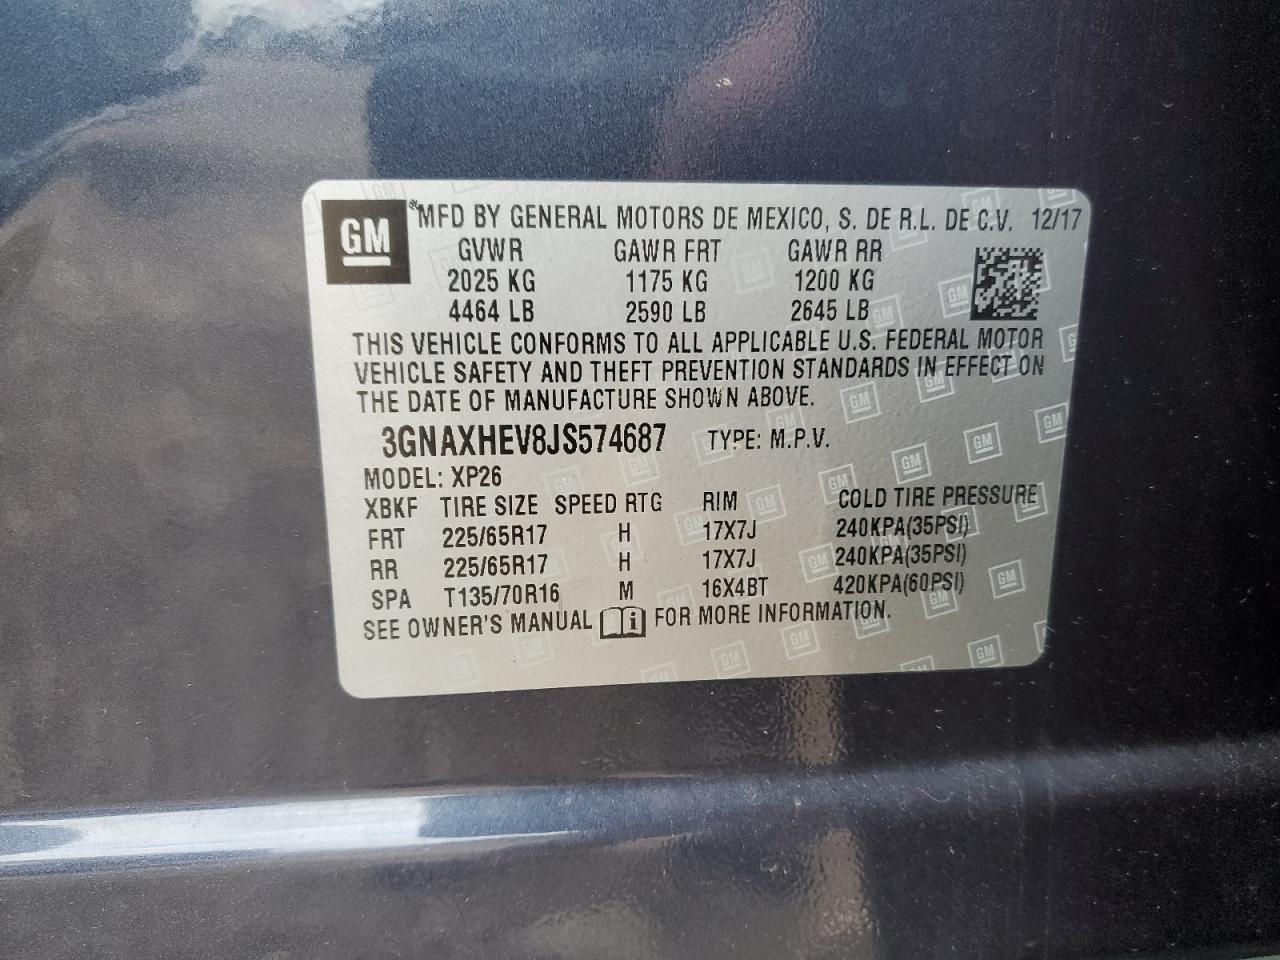 GM ® MFD BY GENERAL MOTORS DE MEXICO, S. DE R.L. DE C.V. 12/17
GVWR GAWR FRT GAWR RR
2025 KG 1175 KG 1200 KG
4464 LB 2590 LB 2645 LB
THIS VEHICLE CONFORMS TO ALL APPLICABLE U.S. FEDERAL MOTOR
VEHICLE SAFETY AND THEFT PREVENTION STANDARDS IN EFFECT ON
THE DATE OF MANUFACTURE SHOWN ABOVE.
3GNAXHEV8JS574687 TYPE: M.P.V.
MODEL: XP26
XBKF TIRE SIZE SPEED RTG RIM COLD TIRE PRESSURE
FRT 225/65R17 H 17X7J 240KPA(35PSI)
RR 225/65R17 H 17X7J 240KPA(35PSI)
SPA T135/70R16 M 16X4BT 420KPA(60PSI)
SEE OWNER'S MANUAL i FOR MORE INFORMATION.